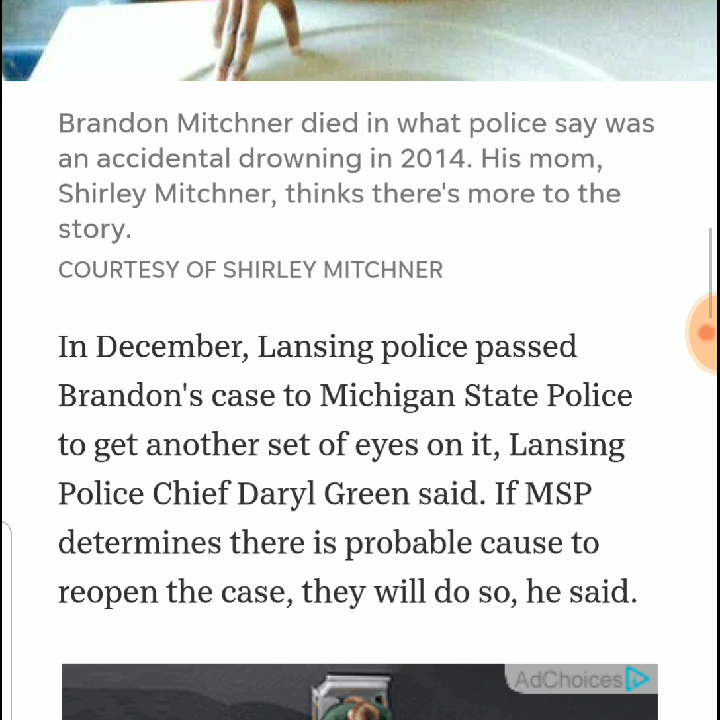 Brandon Mitchner died in what police say was
an accidental drowning in 2014. His mom,
Shirley Mitchner, thinks there's more to the
story.
COURTESY OF SHIRLEY MITCHNER
In December, Lansing police passed
Brandon's case to Michigan State Police
to get another set of eyes on it, Lansing
Police Chief Daryl Green said. If MSP
determines there is probable cause to
reopen the case, they will do so, he said.
AdChoices